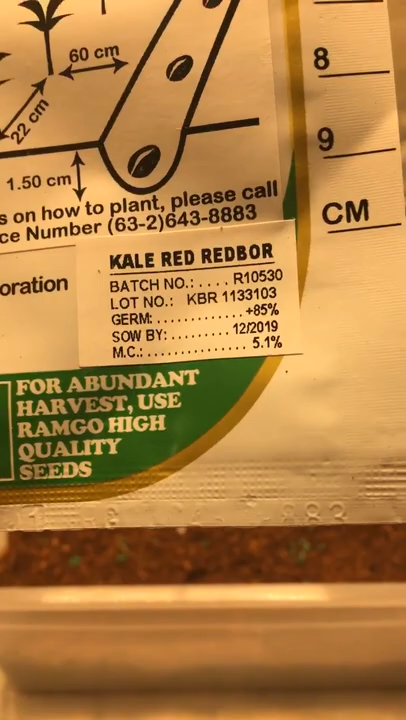 60 cm
8
22 cm
9
1.50 cm
s on how to plant, please call
ce Number (63-2)643-8883
CM
oration
KALE RED REDBOR
BATCH NO.: .... R10530
LOT NO.: KBR 1133103
GERM: ............. +85%
SOW BY: ......... 12/2019
M.C.: ................ 5.1%
FOR ABUNDANT
HARVEST, USE
RAMGO HIGH
QUALITY
SEEDS